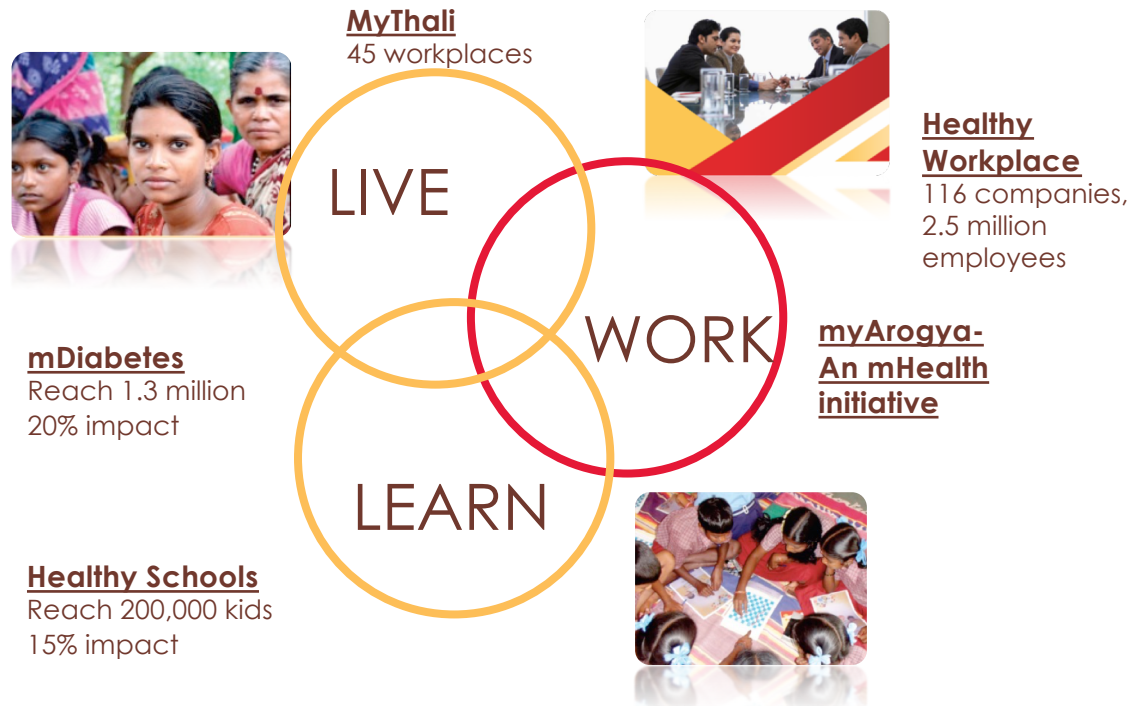 MyThali
45 workplaces
LIVE
Healthy
Workplace
116 companies,
2.5 million
employees
WORK
myArogya-
An mHealth
initiative
mDiabetes
Reach 1.3 million
20% impact
LEARN
Healthy Schools
Reach 200,000 kids
15% impact